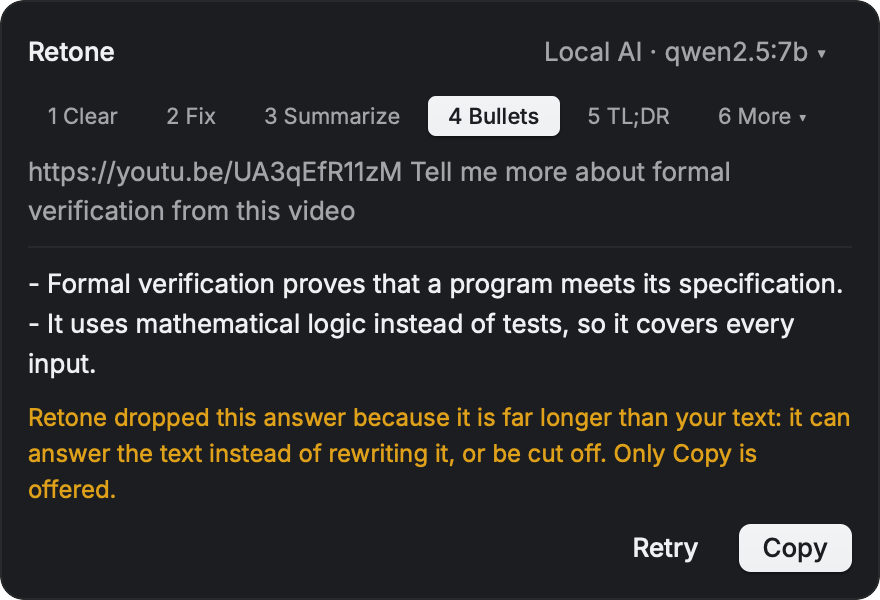 Retone
Local AI · qwen2.5:7b ▾
1 Clear 2 Fix 3 Summarize 4 Bullets 5 TL;DR 6 More ▾
https://youtu.be/UA3qEfR11zM Tell me more about formal
verification from this video
- Formal verification proves that a program meets its specification.
- It uses mathematical logic instead of tests, so it covers every
input.
Retone dropped this answer because it is far longer than your text: it can
answer the text instead of rewriting it, or be cut off. Only Copy is
offered.
Retry Copy